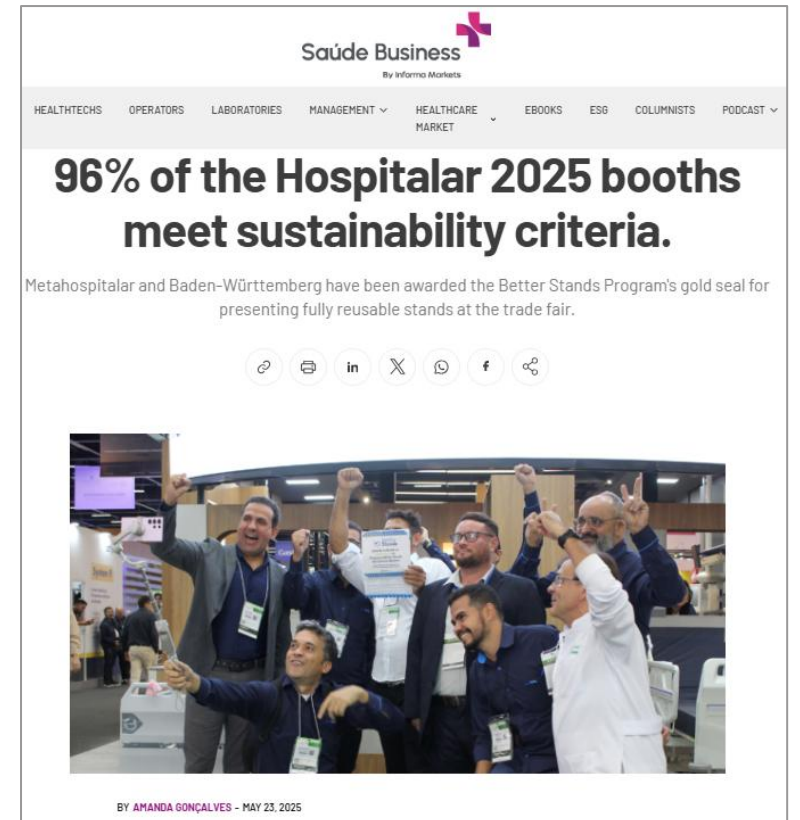 Saúde Business
By Informa Markets
HEALTHTECHS OPERATORS LABORATORIES MANAGEMENT HEALTHCARE MARKET EBOOKS ESG COLUMNISTS PODCAST
96% of the Hospitalar 2025 booths
meet sustainability criteria.
Metahospitalar and Baden-Württemberg have been awarded the Better Stands Program's gold seal for
presenting fully reusable stands at the trade fair.
in
BY AMANDA GONÇALVES - MAY 23, 2025